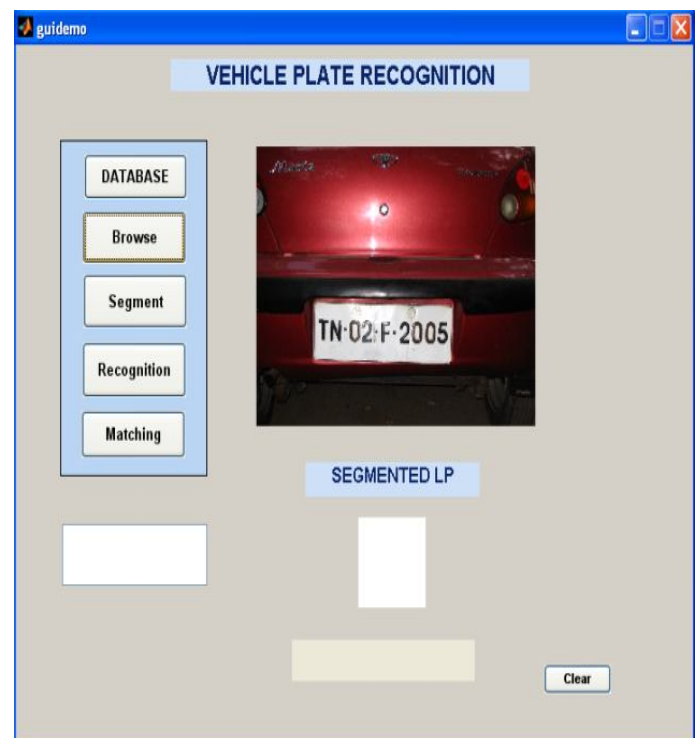 guidemo
VEHICLE PLATE RECOGNITION
DATABASE
Browse
Segment
Recognition
Matching
TN·02·F·2005
SEGMENTED LP
Clear